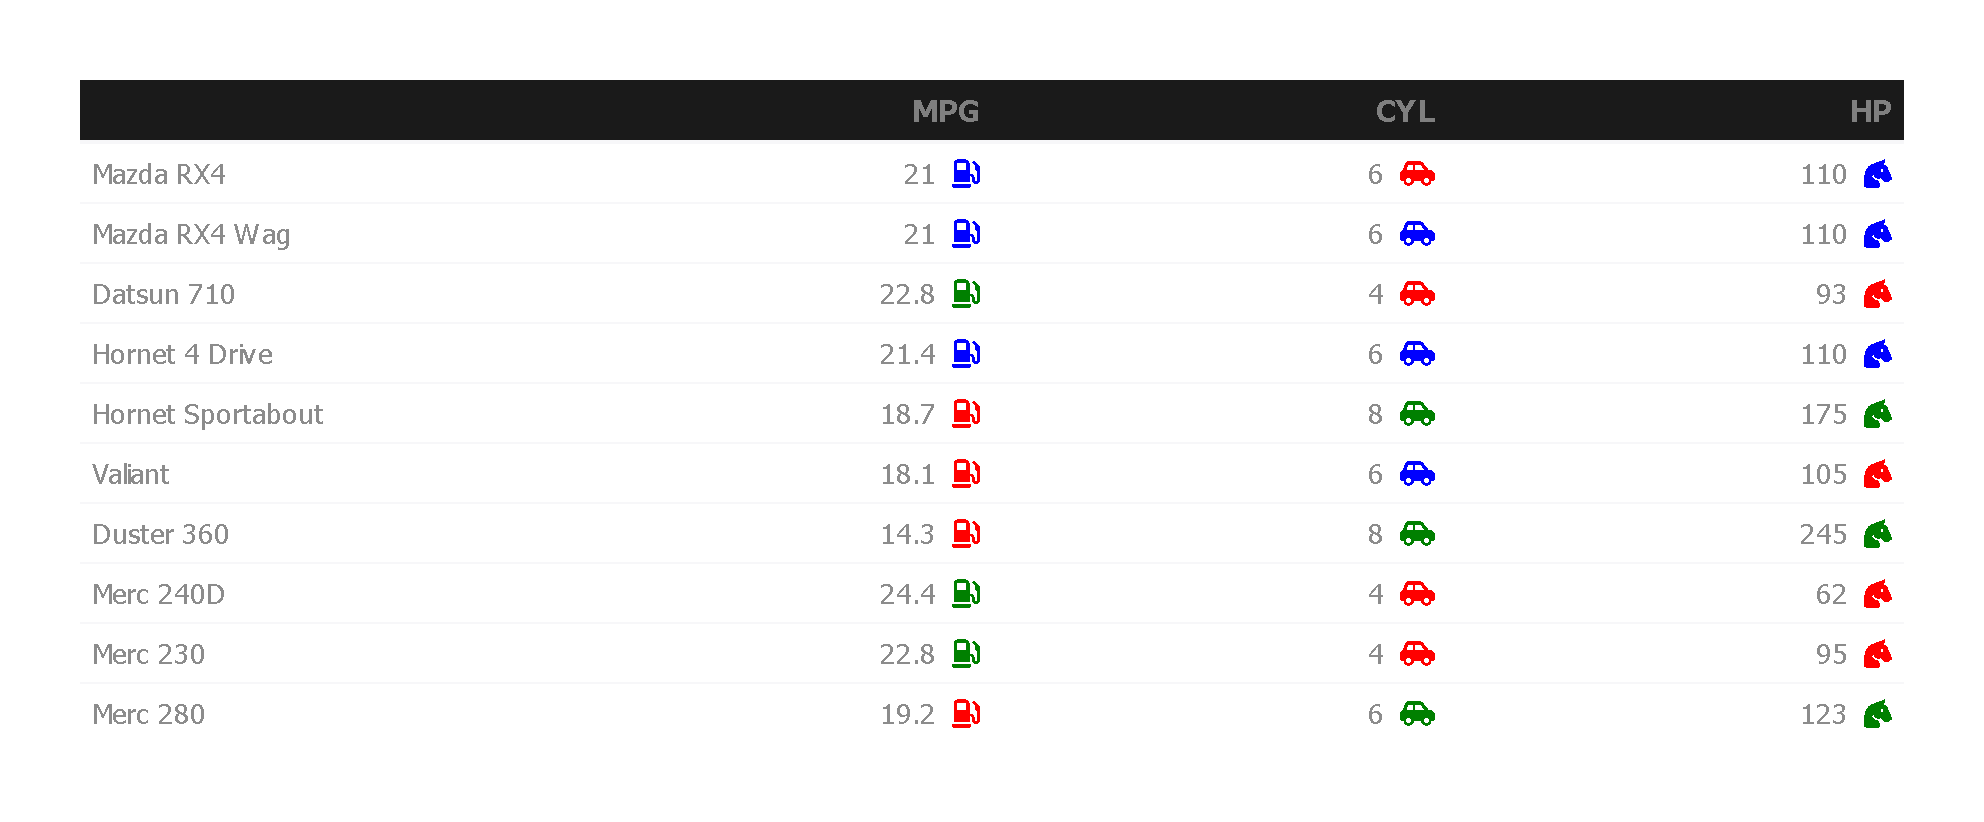 MPG CYL HP
Mazda RX4 21 6 110
Mazda RX4 Wag 21 6 110
Datsun 710 22.8 4 93
Hornet 4 Drive 21.4 6 110
Hornet Sportabout 18.7 8 175
Valiant 18.1 6 105
Duster 360 14.3 8 245
Merc 240D 24.4 4 62
Merc 230 22.8 4 95
Merc 280 19.2 6 123